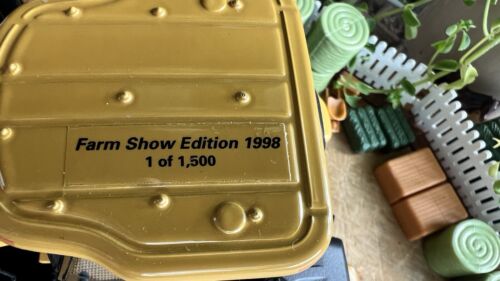 Farm Show Edition 1998
1 of 1,500